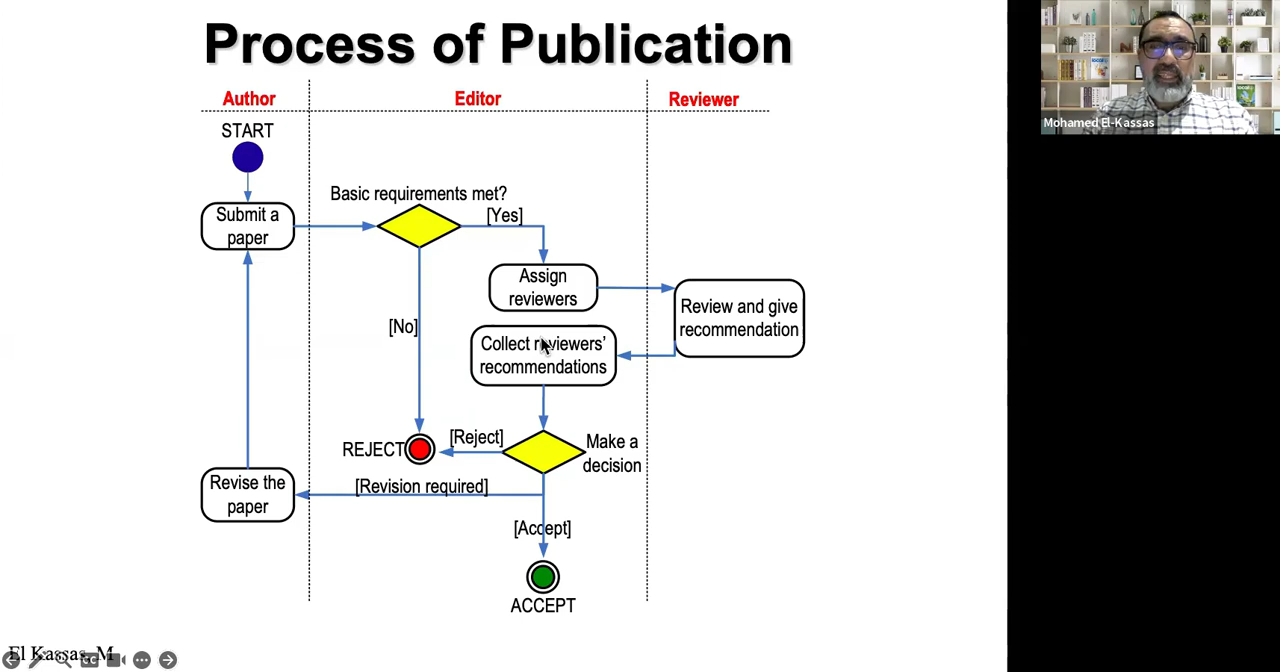 Process of Publication
Author
Editor
Reviewer
START
Submit a
paper
Basic requirements met?
[Yes]
Assign
reviewers
Review and give
recommendation
[No]
Collect reviewers'
recommendations
REJECT
[Reject]
Make a
decision
Revise the
paper
[Revision required]
[Accept]
ACCEPT
El Kassas, M
CC
Mohamed El-Kassas